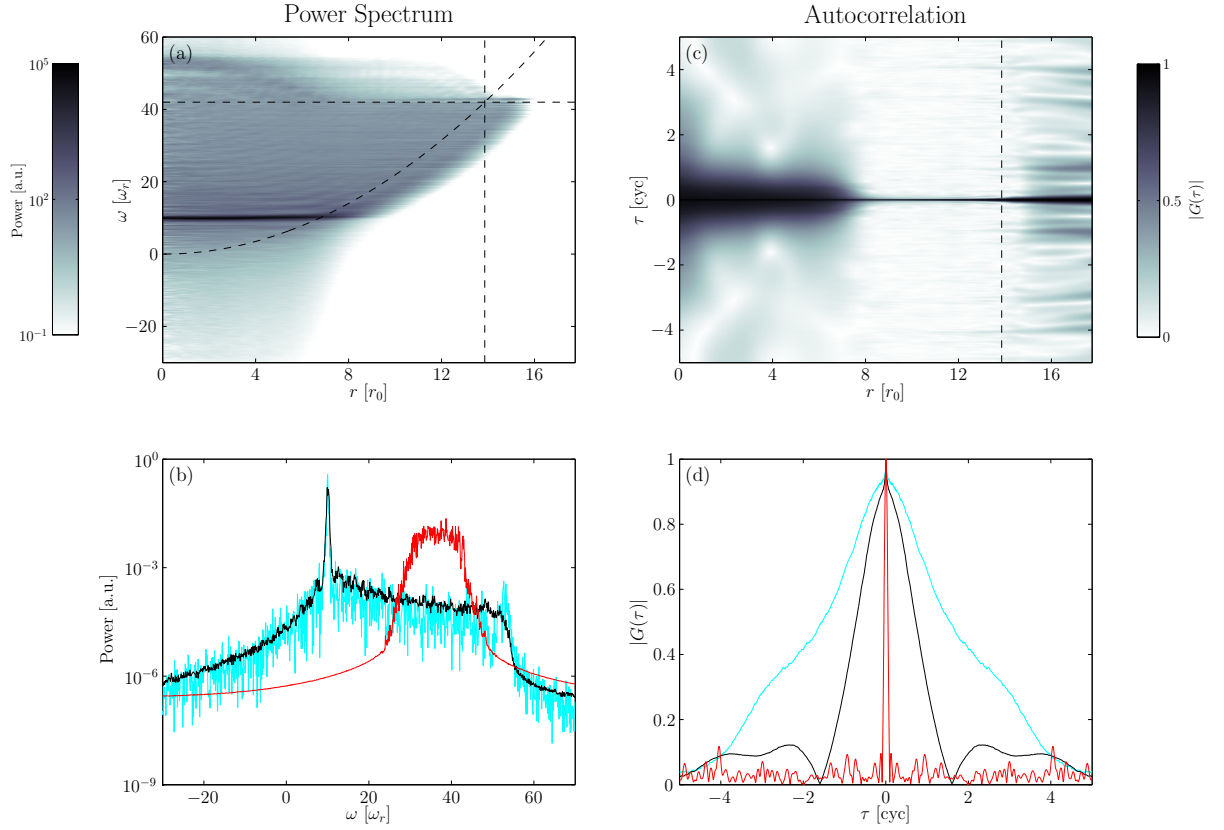 Power Spectrum
Autocorrelation
(a)
60
40
20
0
−20
ω [ω_r]
0
4
8
12
16
r [r_0]
10^5
10^2
10^−1
Power [a.u.]
(c)
4
2
0
−2
−4
τ [cyc]
0
4
8
12
16
r [r_0]
1
0.5
0
|G(τ)|
(b)
10^0
10^−3
10^−6
10^−9
Power [a.u.]
−20
0
20
40
60
ω [ω_r]
(d)
1
0.8
0.6
0.4
0.2
0
|G(τ)|
−4
−2
0
2
4
τ [cyc]